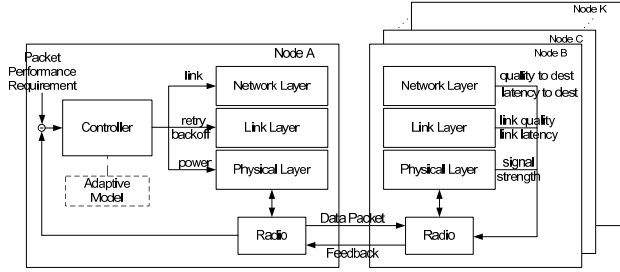 Node K
Node C
Node B
Node A
Packet
Performance
Requirement
Controller
Adaptive
Model
link
retry
backoff
power
Network Layer
Link Layer
Physical Layer
Radio
Data Packet
Feedback
Network Layer
Link Layer
Physical Layer
Radio
quality to dest
latency to dest
link quality
link latency
signal
strength